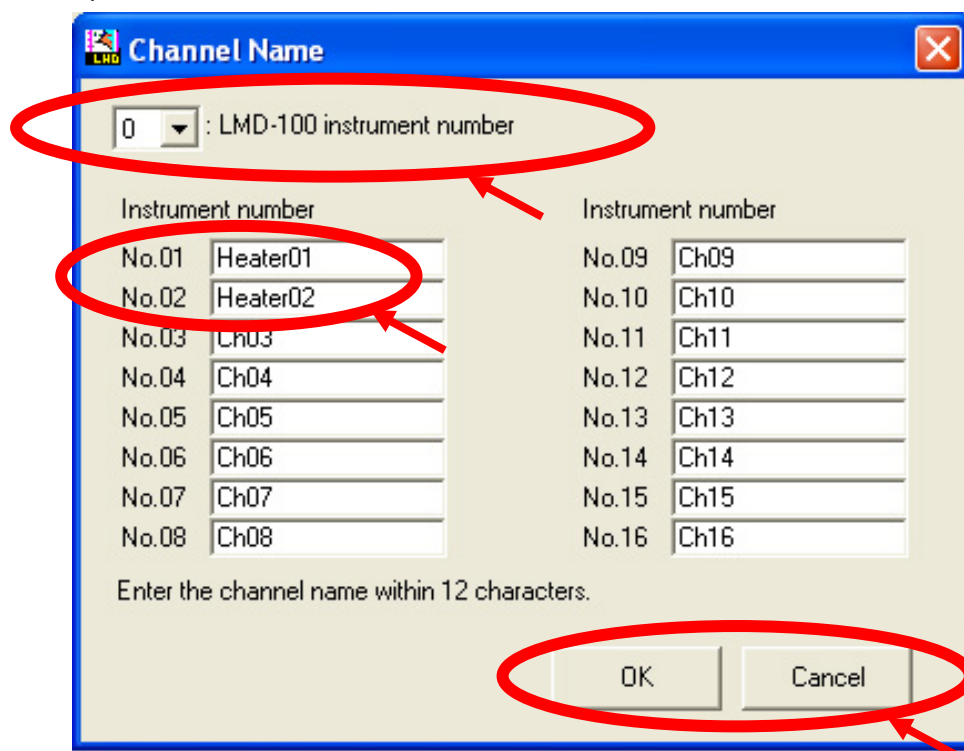 LMD Channel Name
0 : LMD-100 instrument number
Instrument number
No.01 Heater01
No.02 Heater02
No.03 Ch03
No.04 Ch04
No.05 Ch05
No.06 Ch06
No.07 Ch07
No.08 Ch08
Instrument number
No.09 Ch09
No.10 Ch10
No.11 Ch11
No.12 Ch12
No.13 Ch13
No.14 Ch14
No.15 Ch15
No.16 Ch16
Enter the channel name within 12 characters.
OK Cancel